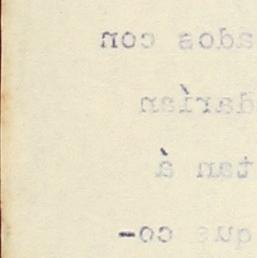 ados con
darían
tan á
que co-